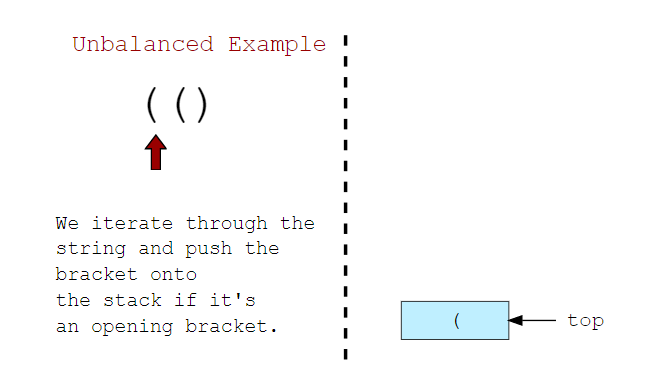 Unbalanced Example
( ( )
We iterate through the
string and push the
bracket onto
the stack if it's
an opening bracket.
( top